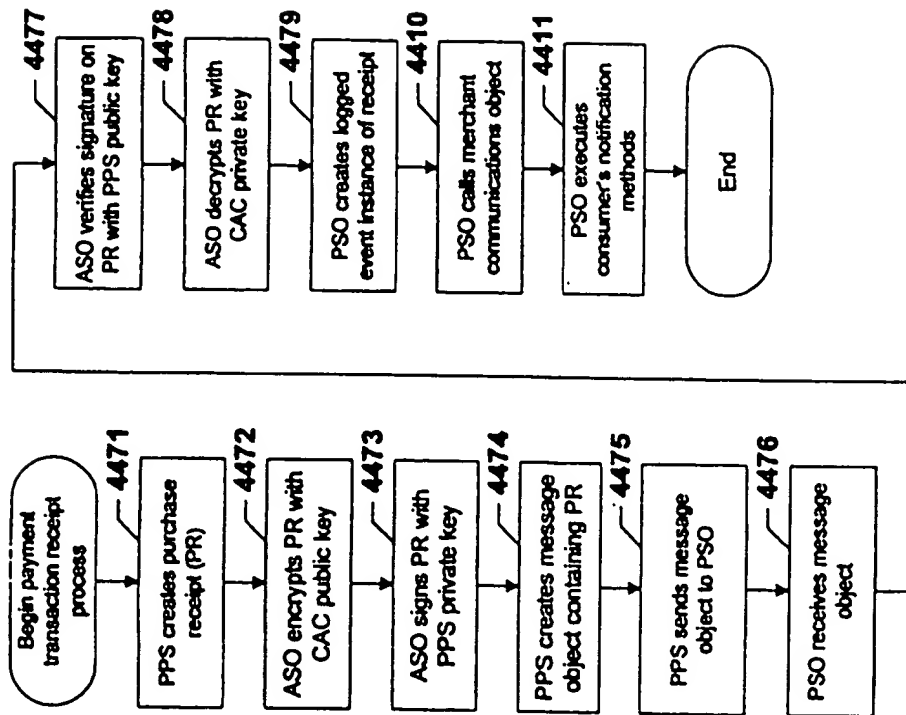 Begin payment
transaction receipt
process
4471
PPS creates purchase
receipt (PR)
4472
ASO encrypts PR with
CAC public key
4473
ASO signs PR with
PPS private key
4474
PPS creates message
object containing PR
4475
PPS sends message
object to PSO
4476
PSO receives message
object
4477
ASO verifies signature on
PR with PPS public key
4478
ASO decrypts PR with
CAC private key
4479
PSO creates logged
event instance of receipt
4410
PSO calls merchant
communications object
4411
PSO executes
consumer's notification
methods
End